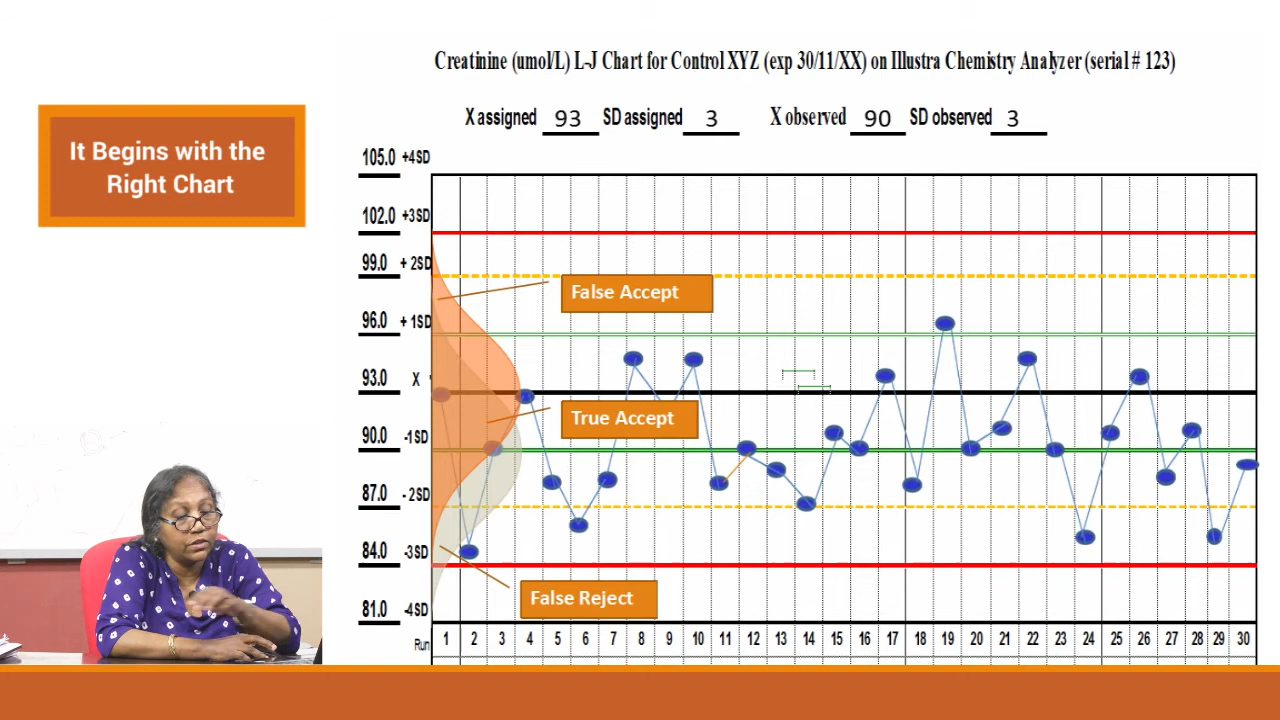 Creatinine (umol/L) L-J Chart for Control XYZ (exp 30/11/XX) on Illustra Chemistry Analyzer (serial # 123)
It Begins with the
Right Chart
X assigned 93 SD assigned 3 X observed 90 SD observed 3
105.0 +4SD
102.0 +3SD
99.0 + 2SD
False Accept
96.0 + 1SD
93.0 X
True Accept
90.0 -1SD
87.0 - 2SD
84.0 -3SD
False Reject
81.0 -4SD
Run 1 2 3 4 5 6 7 8 9 10 11 12 13 14 15 16 17 18 19 20 21 22 23 24 25 26 27 28 29 30